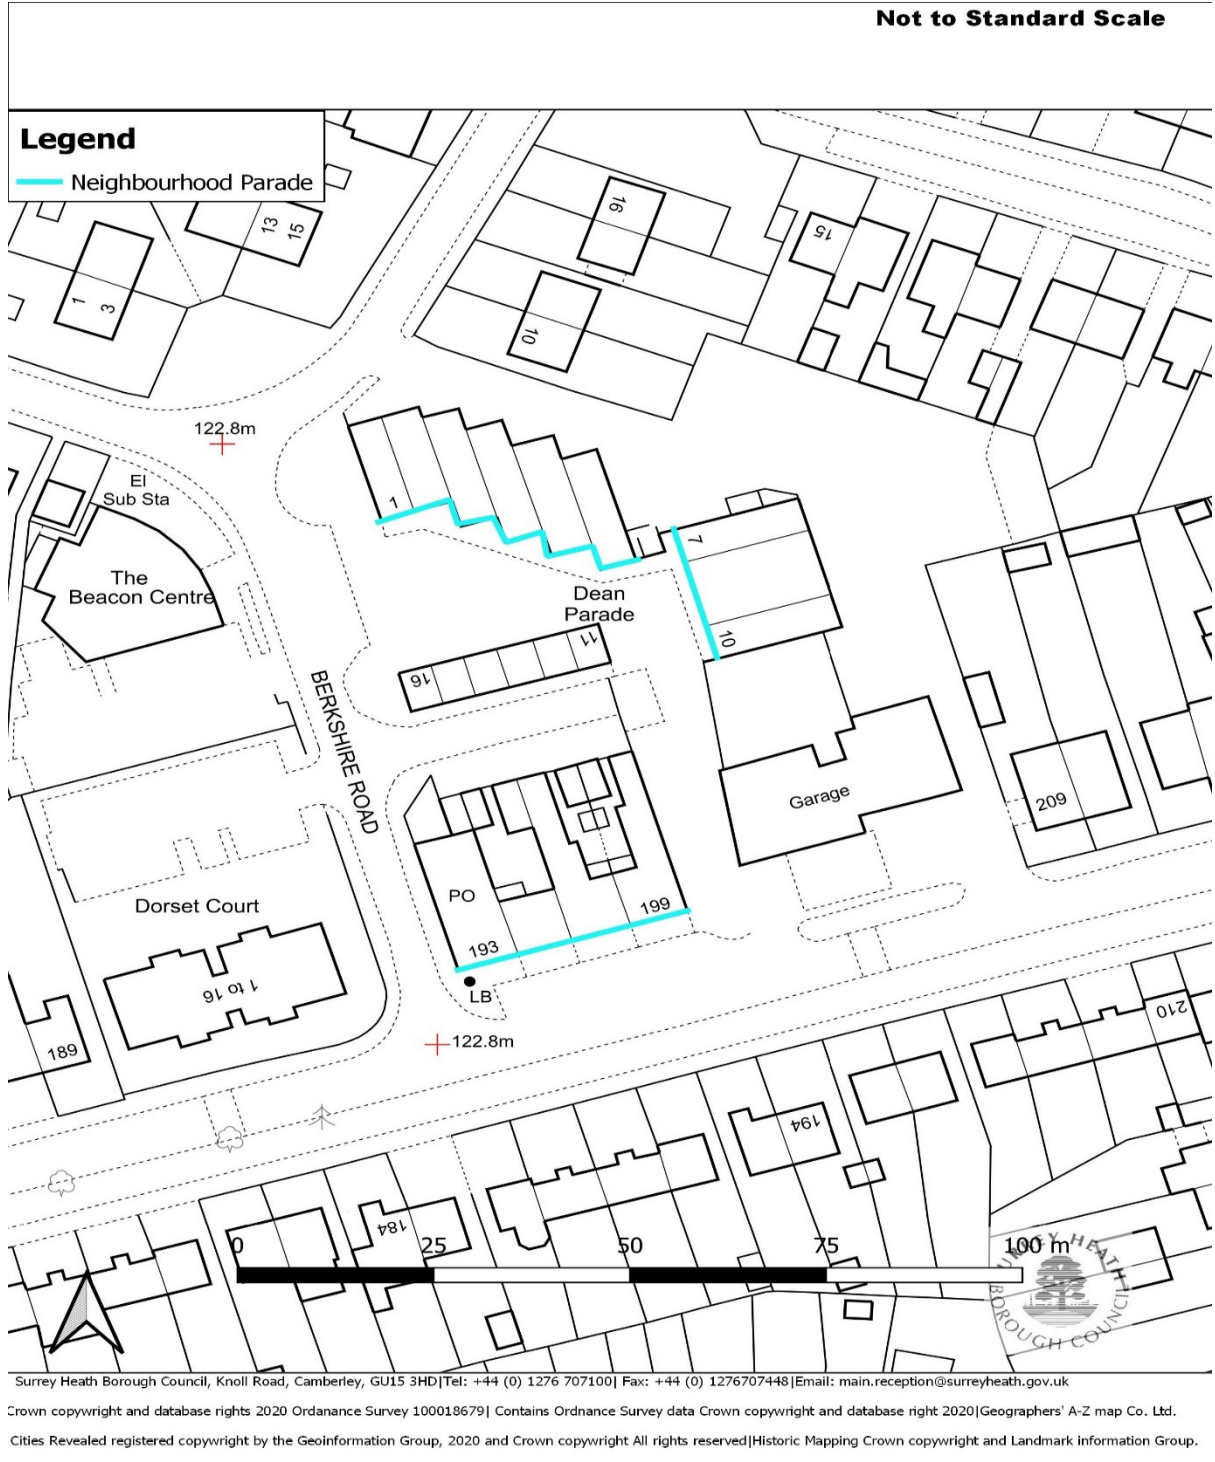 Not to Standard Scale
Legend
Neighbourhood Parade
13
15
1
3
16
10
15
122.8m
El
Sub Sta
1
The
Beacon Centre
7
Dean
Parade
10
11
16
BERKSHIRE ROAD
Garage
209
PO
Dorset Court
199
193
1 to 16
LB
189
122.8m
210
194
184
0
25
50
75
100 m
SURREY HEATH
BOROUGH COUNCIL
Surrey Heath Borough Council, Knoll Road, Camberley, GU15 3HD|Tel: +44 (0) 1276 707100| Fax: +44 (0) 1276707448|Email: main.reception@surreyheath.gov.uk
Crown copywright and database rights 2020 Ordanance Survey 100018679| Contains Ordnance Survey data Crown copywright and database right 2020|Geographers' A-Z map Co. Ltd.
Cities Revealed registered copywright by the Geoinformation Group, 2020 and Crown copywright All rights reserved|Historic Mapping Crown copywright and Landmark information Group.